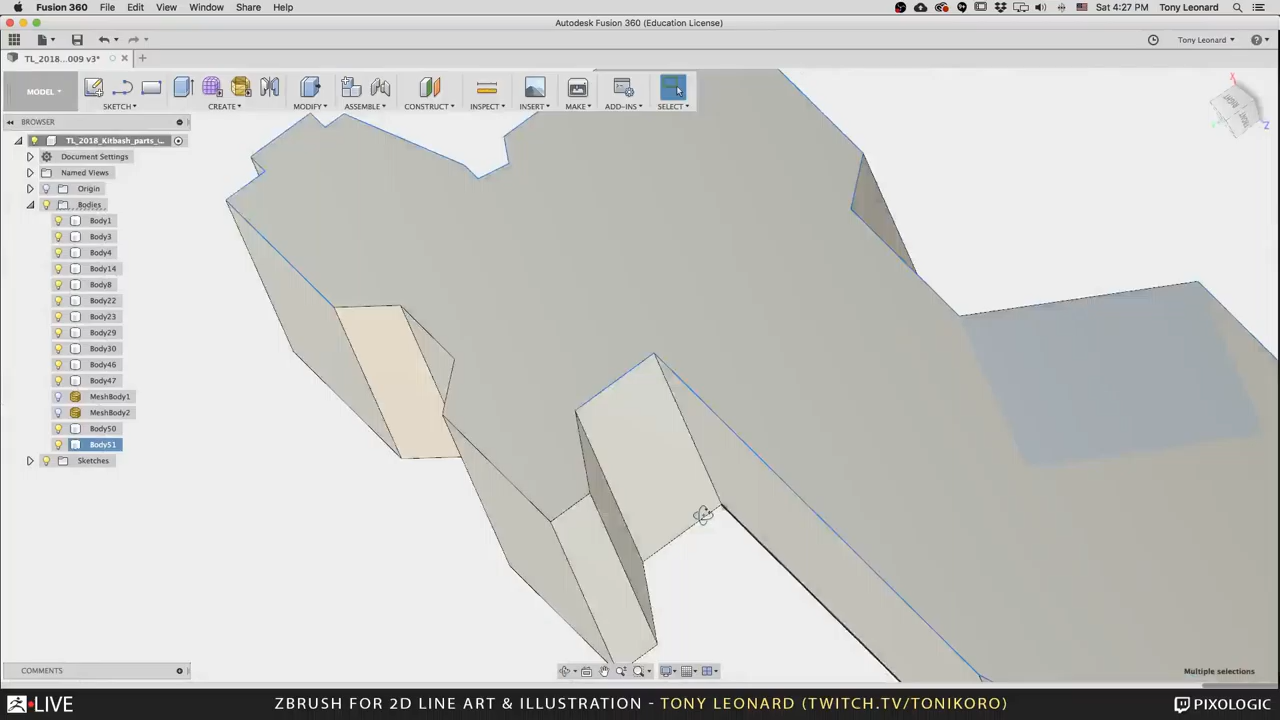 Fusion 360 File Edit View Window Share Help Sat 4:27 PM Tony Leonard
Autodesk Fusion 360 (Education License)
Tony Leonard
TL_2018...009 v3*
MODEL SKETCH CREATE MODIFY ASSEMBLE CONSTRUCT INSPECT INSERT MAKE ADD-INS SELECT
BROWSER
Document Settings
Named Views
Origin
Bodies
Body1
Body3
Body4
Body14
Body8
Body22
Body23
Body29
Body30
Body46
Body47
MeshBody1
MeshBody2
Body50
Body51
Sketches
COMMENTS
Multiple selections
LIVE ZBRUSH FOR 2D LINE ART & ILLUSTRATION - TONY LEONARD (TWITCH.TV/TONIKORO) PIXOLOGIC